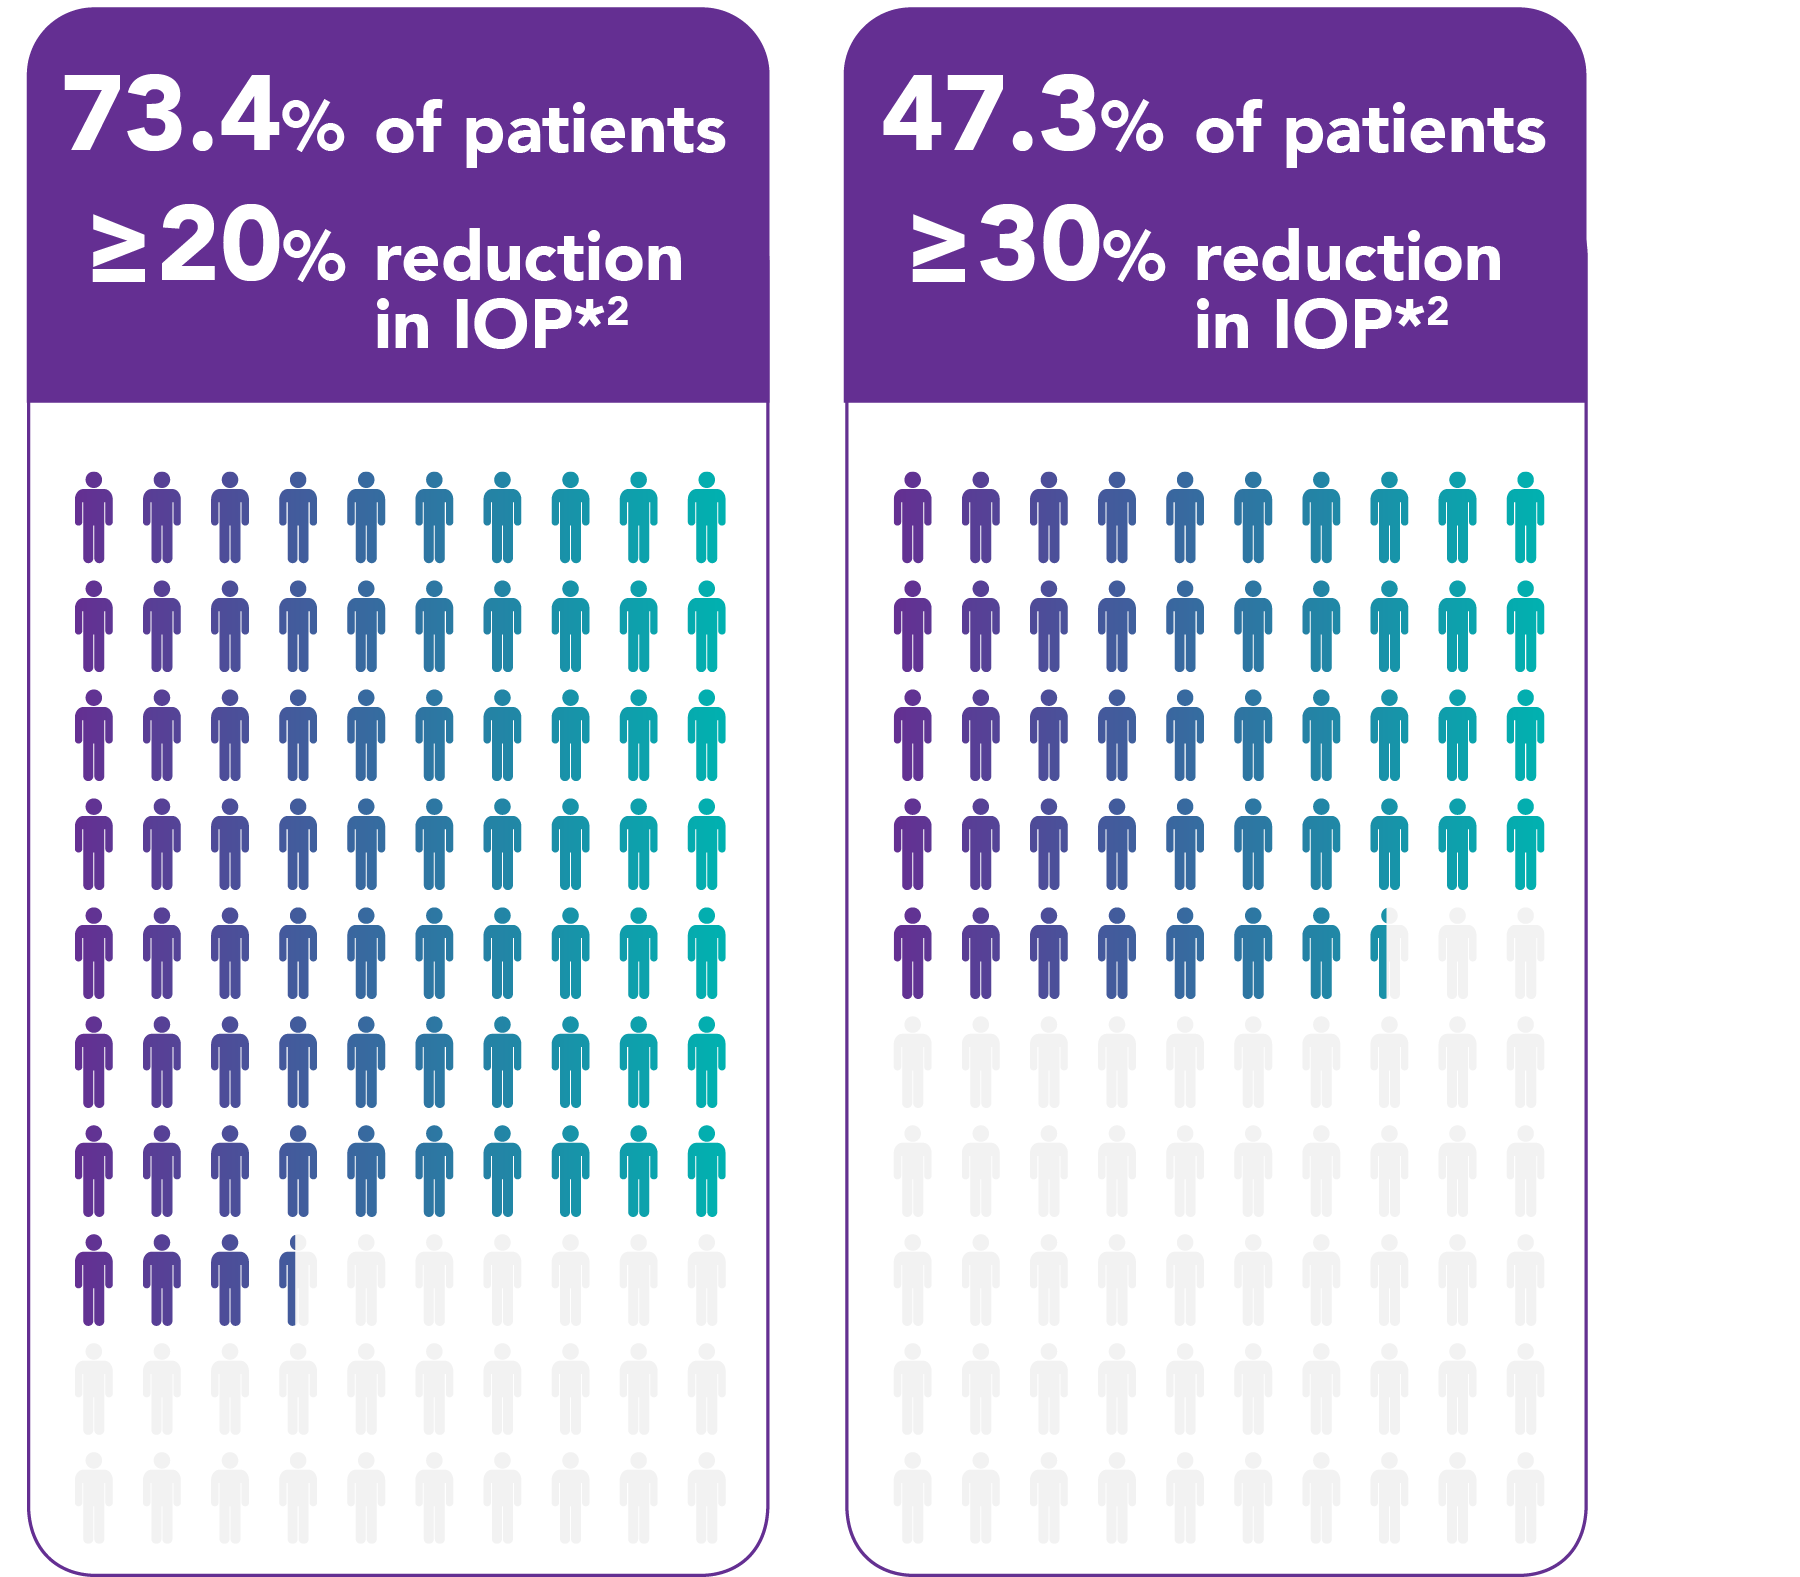 73.4% of patients
≥20% reduction
in IOP*²
47.3% of patients
≥30% reduction
in IOP*²